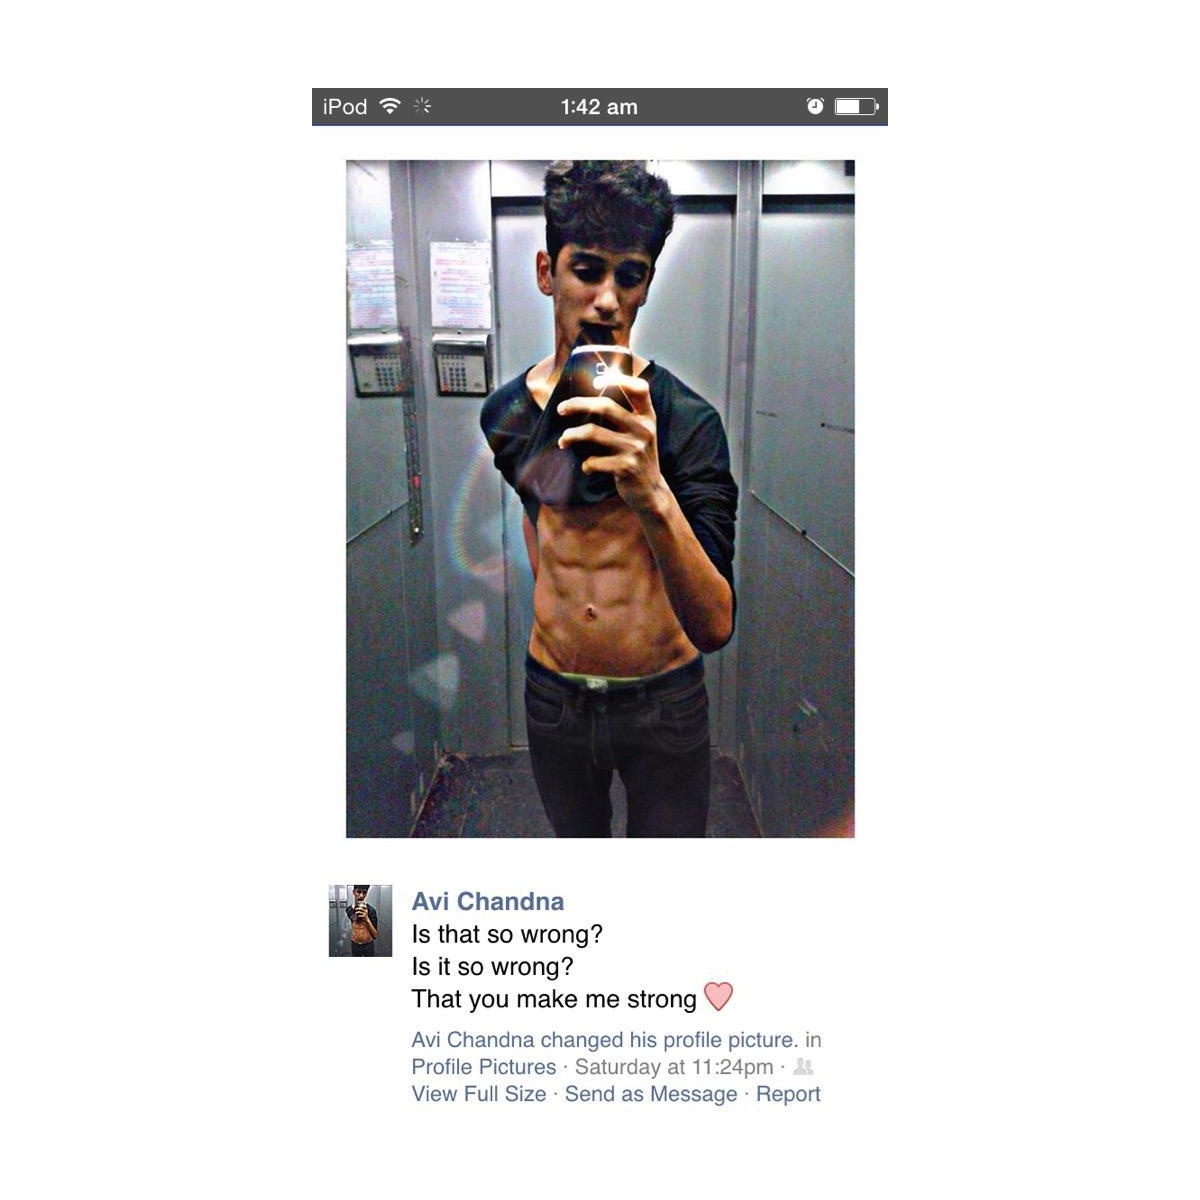 iPod 1:42 am
Avi Chandna
Is that so wrong?
Is it so wrong?
That you make me strong
Avi Chandna changed his profile picture. in
Profile Pictures · Saturday at 11:24pm ·
View Full Size · Send as Message · Report